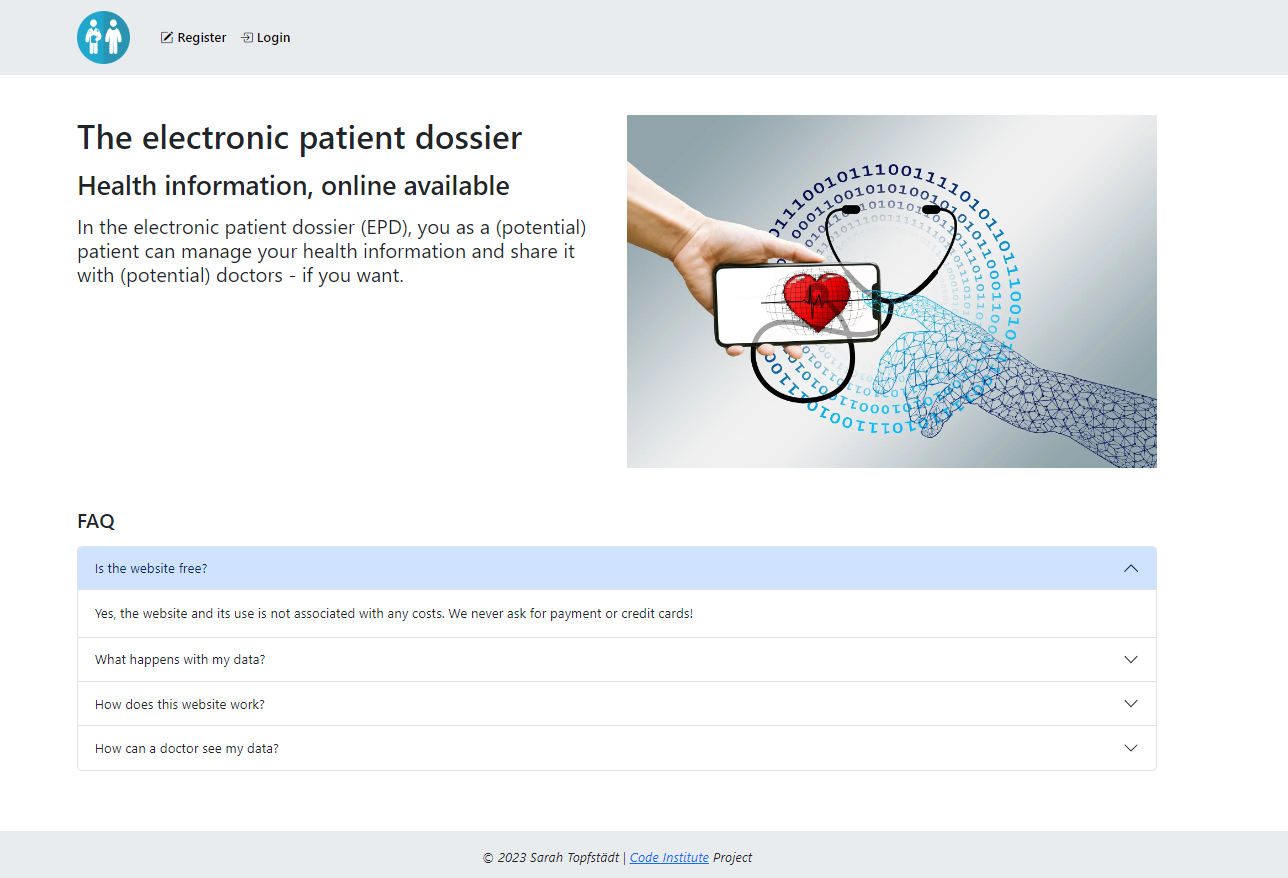 Register Login
The electronic patient dossier
Health information, online available
In the electronic patient dossier (EPD), you as a (potential)
patient can manage your health information and share it
with (potential) doctors - if you want.
FAQ
Is the website free?
Yes, the website and its use is not associated with any costs. We never ask for payment or credit cards!
What happens with my data?
How does this website work?
How can a doctor see my data?
© 2023 Sarah Topfstädt | Code Institute Project